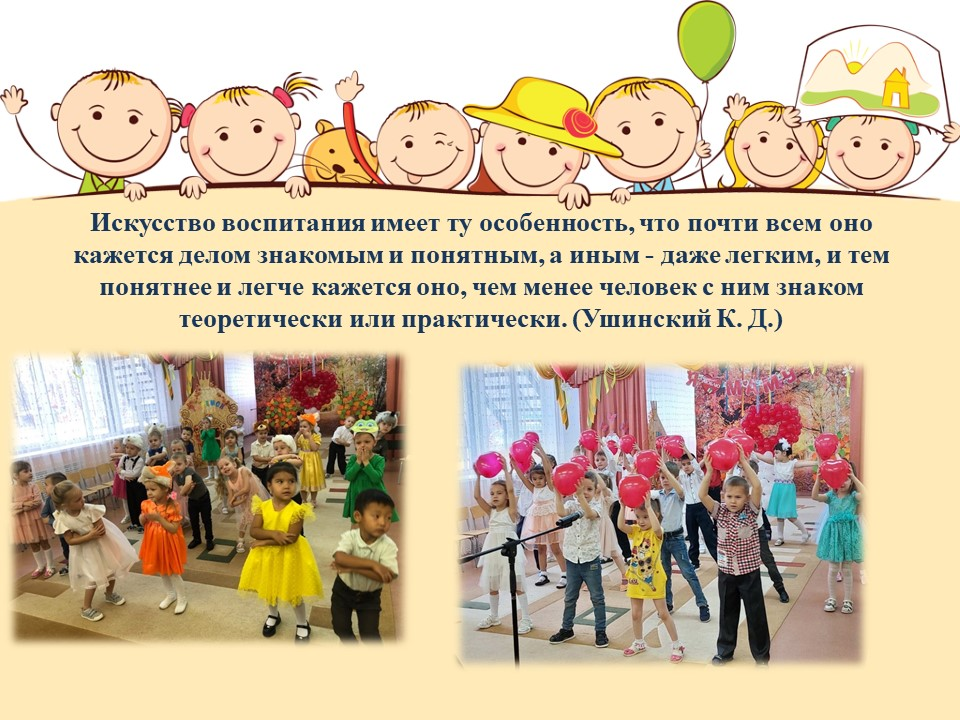 Искусство воспитания имеет ту особенность, что почти всем оно
кажется делом знакомым и понятным, а иным - даже легким, и тем
понятнее и легче кажется оно, чем менее человек с ним знаком
теоретически или практически. (Ушинский К. Д.)